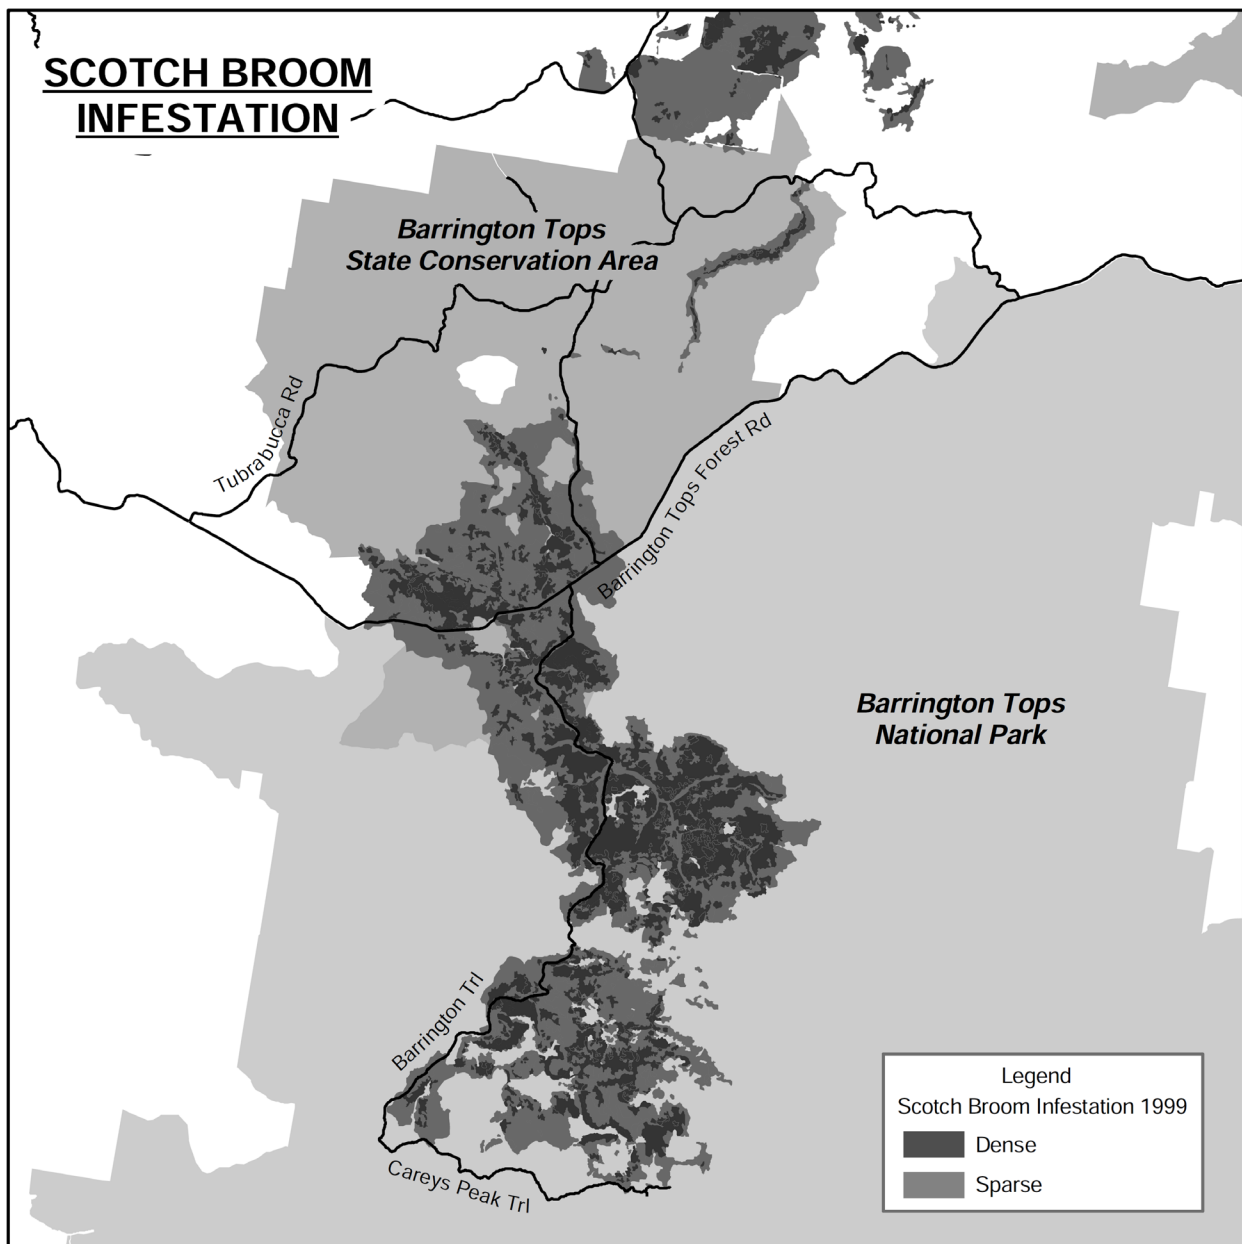 SCOTCH BROOM
INFESTATION
Barrington Tops
State Conservation Area
Tubrabucca Rd
Barrington Tops Forest Rd
Barrington Tops
National Park
Barrington Trl
Careys Peak Trl
Legend
Scotch Broom Infestation 1999
Dense
Sparse